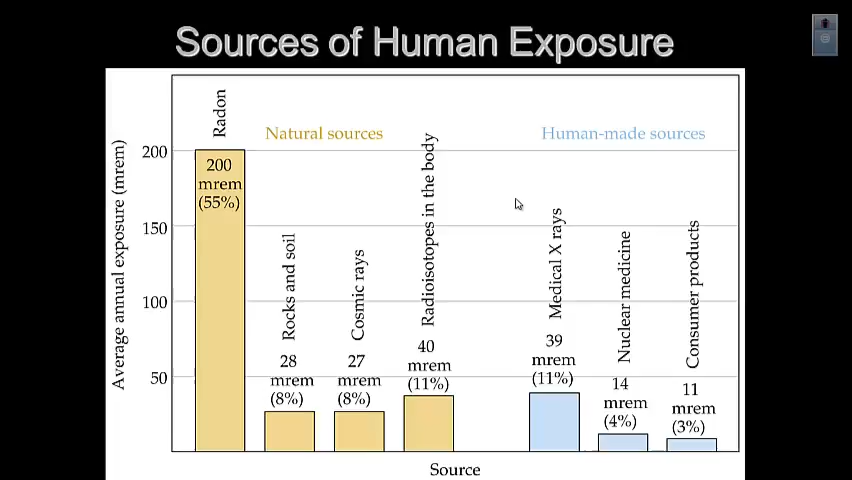 Sources of Human Exposure
Average annual exposure (mrem)
200
150
100
50
Natural sources
Human-made sources
Radon
200
mrem
(55%)
Rocks and soil
28
mrem
(8%)
Cosmic rays
27
mrem
(8%)
Radioisotopes in the body
40
mrem
(11%)
Medical X rays
39
mrem
(11%)
Nuclear medicine
14
mrem
(4%)
Consumer products
11
mrem
(3%)
Source